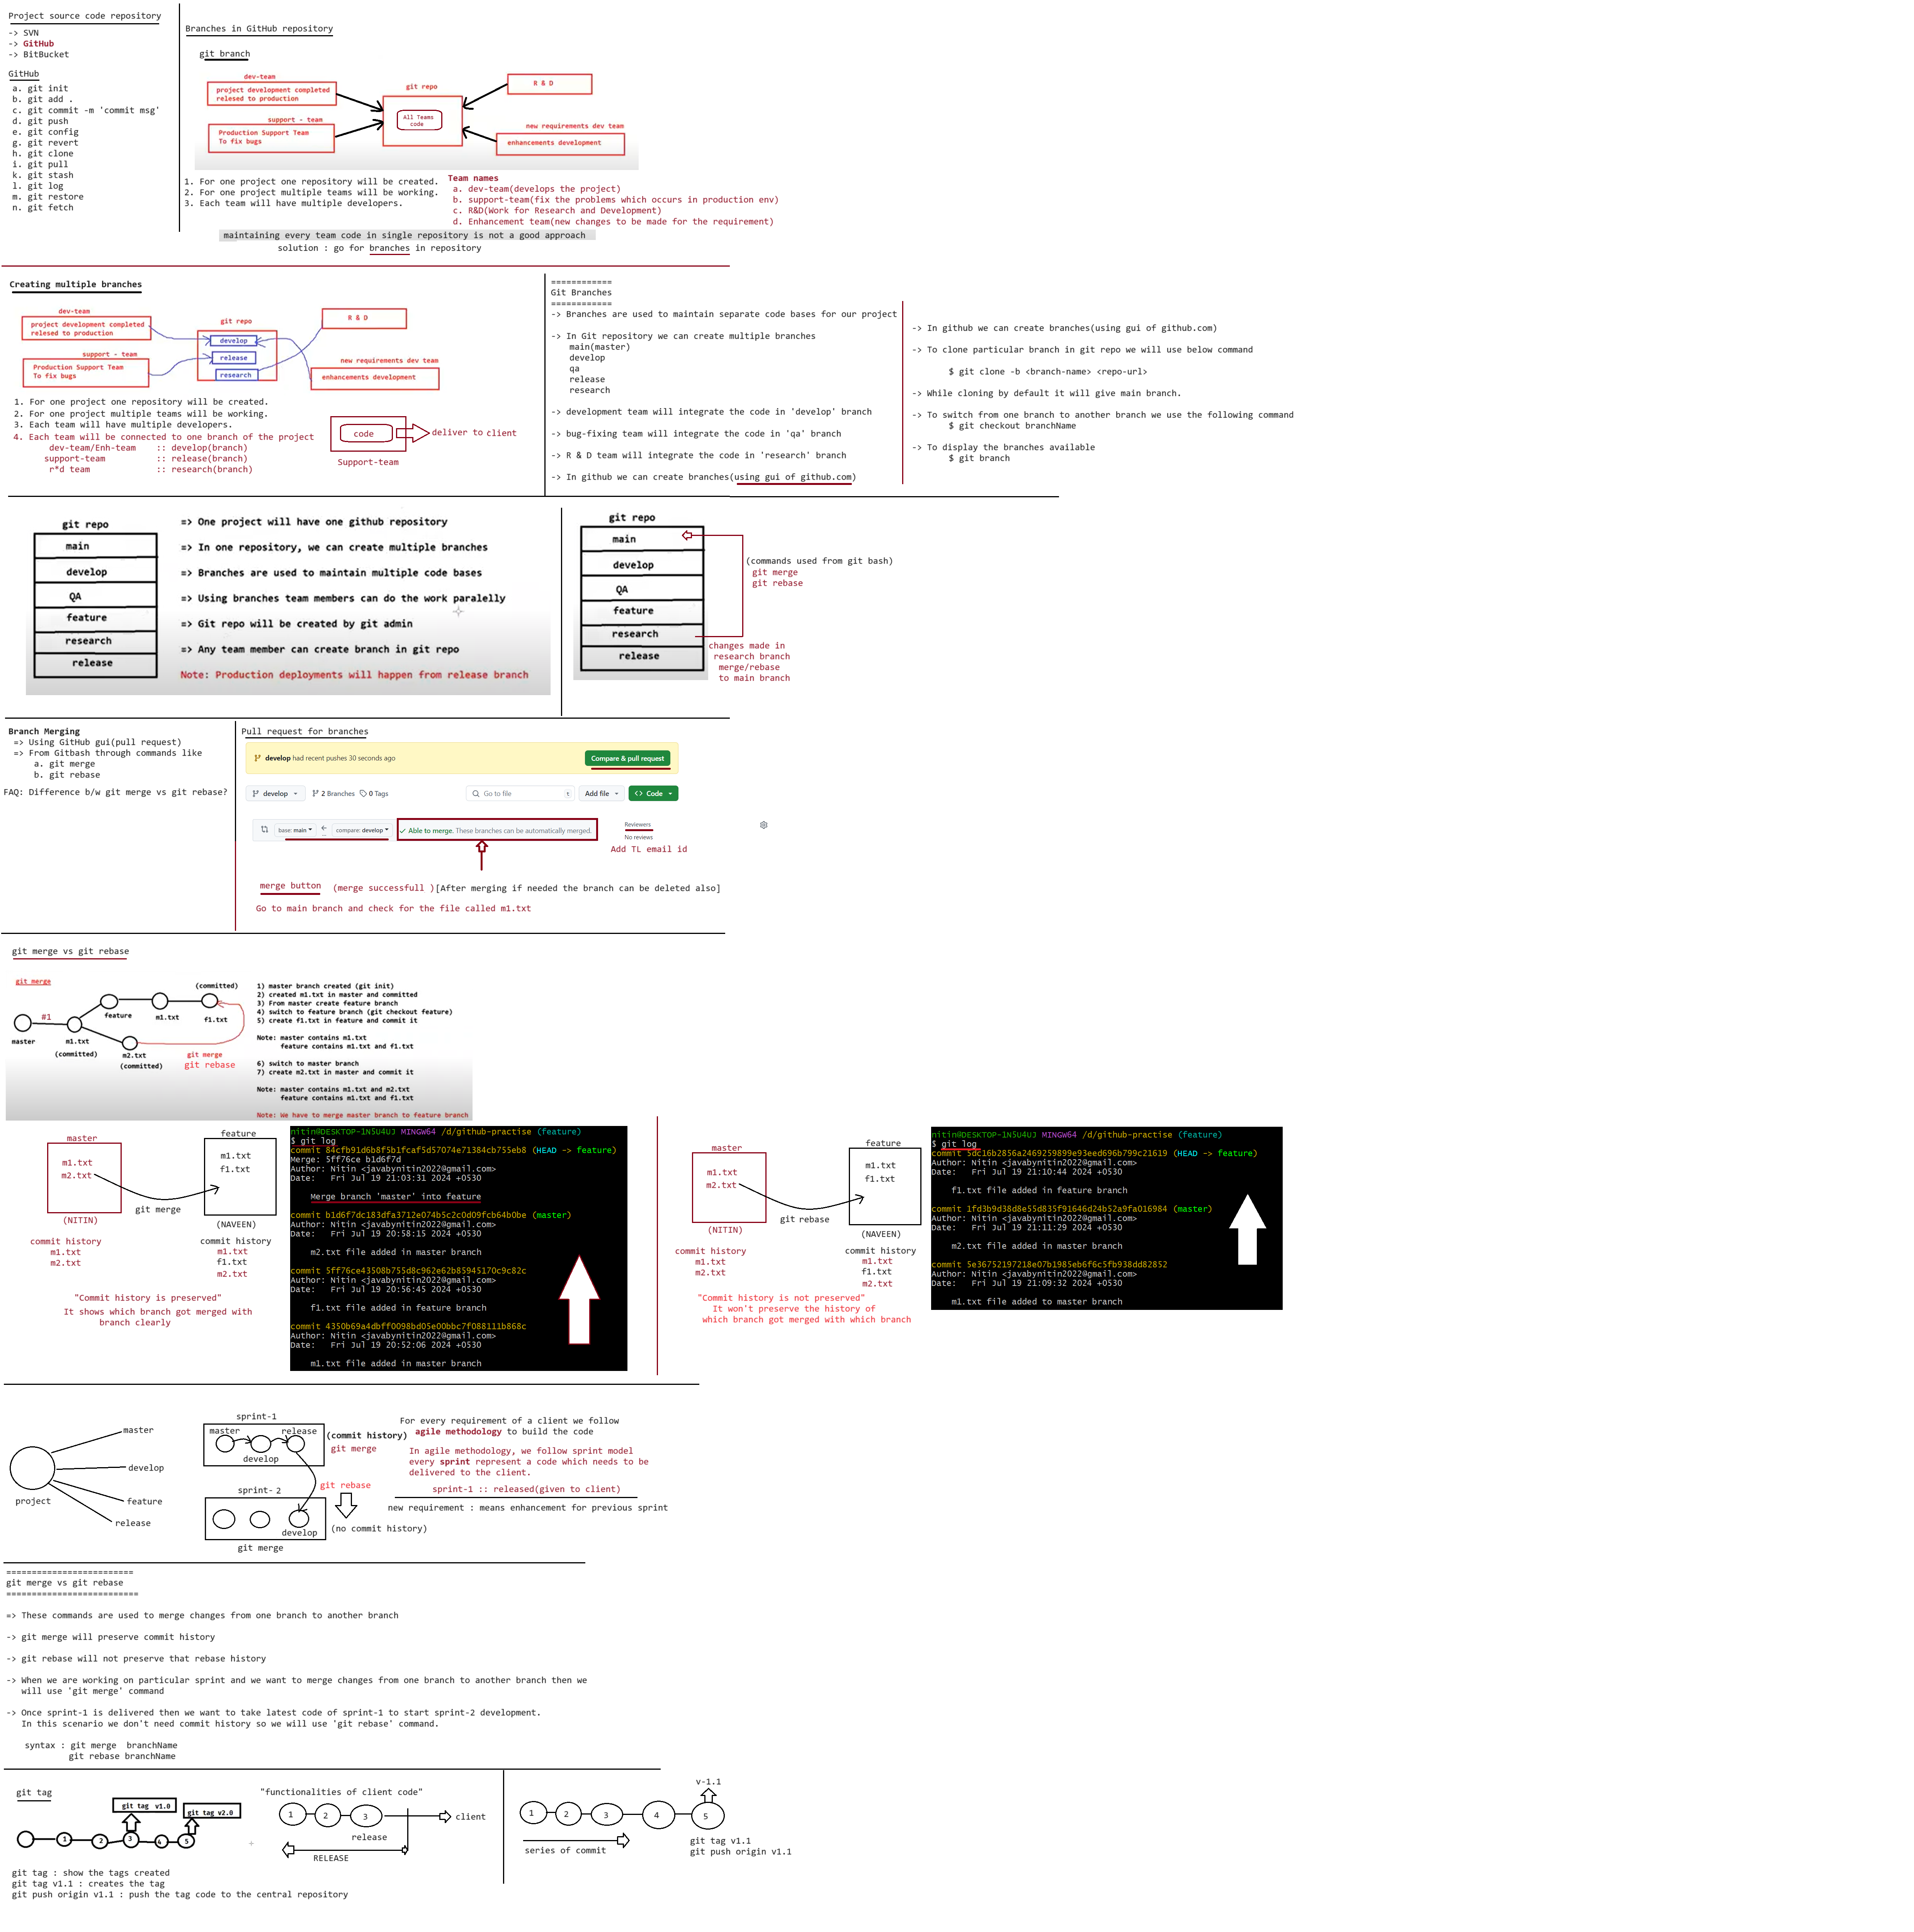 Project source code repository
-> SVN
-> GitHub
-> BitBucket
GitHub
a. git init
b. git add .
c. git commit -m 'commit msg'
d. git push
e. git config
g. git revert
h. git clone
i. git pull
k. git stash
l. git log
m. git restore
n. git fetch
Branches in GitHub repository
git branch
dev-team
project development completed
relesed to production
support - team
Production Support Team
To fix bugs
git repo
All Teams
code
R & D
new requirements dev team
enhancements development
1. For one project one repository will be created.
2. For one project multiple teams will be working.
3. Each team will have multiple developers.
Team names
a. dev-team(develops the project)
b. support-team(fix the problems which occurs in production env)
c. R&D(Work for Research and Development)
d. Enhancement team(new changes to be made for the requirement)
maintaining every team code in single repository is not a good approach
solution : go for branches in repository
Creating multiple branches
dev-team
project development completed
relesed to production
support - team
Production Support Team
To fix bugs
git repo
develop
release
research
R & D
new requirements dev team
enhancements development
1. For one project one repository will be created.
2. For one project multiple teams will be working.
3. Each team will have multiple developers.
4. Each team will be connected to one branch of the project
dev-team/Enh-team :: develop(branch)
support-team :: release(branch)
r*d team :: research(branch)
code
deliver to client
Support-team
============
Git Branches
============
-> Branches are used to maintain separate code bases for our project
-> In Git repository we can create multiple branches
main(master)
develop
qa
release
research
-> development team will integrate the code in 'develop' branch
-> bug-fixing team will integrate the code in 'qa' branch
-> R & D team will integrate the code in 'research' branch
-> In github we can create branches(using gui of github.com)
-> In github we can create branches(using gui of github.com)
-> To clone particular branch in git repo we will use below command
$ git clone -b <branch-name> <repo-url>
-> While cloning by default it will give main branch.
-> To switch from one branch to another branch we use the following command
$ git checkout branchName
-> To display the branches available
$ git branch
git repo
main
develop
QA
feature
research
release
=> One project will have one github repository
=> In one repository, we can create multiple branches
=> Branches are used to maintain multiple code bases
=> Using branches team members can do the work paralelly
=> Git repo will be created by git admin
=> Any team member can create branch in git repo
Note: Production deployments will happen from release branch
git repo
main
develop
QA
feature
research
release
(commands used from git bash)
git merge
git rebase
changes made in
research branch
merge/rebase
to main branch
Branch Merging
=> Using GitHub gui(pull request)
=> From Gitbash through commands like
a. git merge
b. git rebase
FAQ: Difference b/w git merge vs git rebase?
Pull request for branches
develop had recent pushes 30 seconds ago
Compare & pull request
develop
2 Branches
0 Tags
Go to file
t
Add file
<> Code
base: main
compare: develop
✓ Able to merge. These branches can be automatically merged.
Reviewers
No reviews
Add TL email id
merge button (merge successfull )[After merging if needed the branch can be deleted also]
Go to main branch and check for the file called m1.txt
git merge vs git rebase
git merge
(committed)
feature
m1.txt
f1.txt
#1
master
m1.txt
(committed)
m2.txt
(committed)
git merge
git rebase
1) master branch created (git init)
2) created m1.txt in master and committed
3) From master create feature branch
4) switch to feature branch (git checkout feature)
5) create f1.txt in feature and commit it
Note: master contains m1.txt
feature contains m1.txt and f1.txt
6) switch to master branch
7) create m2.txt in master and commit it
Note: master contains m1.txt and m2.txt
feature contains m1.txt and f1.txt
Note: We have to merge master branch to feature branch
master
m1.txt
m2.txt
(NITIN)
commit history
m1.txt
m2.txt
git merge
feature
m1.txt
f1.txt
(NAVEEN)
commit history
m1.txt
f1.txt
m2.txt
"Commit history is preserved"
It shows which branch got merged with
branch clearly
nitin@DESKTOP-1N5U4UJ MINGW64 /d/github-practise (feature)
$ git log
commit 84cfb91d6b8f5b1fcaf5d57074e71384cb755eb8 (HEAD -> feature)
Merge: 5ff76ce b1d6f7d
Author: Nitin <javabynitin2022@gmail.com>
Date: Fri Jul 19 21:03:31 2024 +0530
Merge branch 'master' into feature
commit b1d6f7dc183dfa3712e074b5c2c0d09fcb64b0be (master)
Author: Nitin <javabynitin2022@gmail.com>
Date: Fri Jul 19 20:58:15 2024 +0530
m2.txt file added in master branch
commit 5ff76ce43508b755d8c962e62b85945170c9c82c
Author: Nitin <javabynitin2022@gmail.com>
Date: Fri Jul 19 20:56:45 2024 +0530
f1.txt file added in feature branch
commit 4350b69a4dbff0098bd05e00bbc7f088111b868c
Author: Nitin <javabynitin2022@gmail.com>
Date: Fri Jul 19 20:52:06 2024 +0530
m1.txt file added in master branch
master
m1.txt
m2.txt
(NITIN)
commit history
m1.txt
m2.txt
git rebase
feature
m1.txt
f1.txt
(NAVEEN)
commit history
m1.txt
f1.txt
m2.txt
"Commit history is not preserved"
It won't preserve the history of
which branch got merged with which branch
nitin@DESKTOP-1N5U4UJ MINGW64 /d/github-practise (feature)
$ git log
commit 5dc16b2856a2469259899e93eed696b799c21619 (HEAD -> feature)
Author: Nitin <javabynitin2022@gmail.com>
Date: Fri Jul 19 21:10:44 2024 +0530
f1.txt file added in feature branch
commit 1fd3b9d38d8e55d835f91646d24b52a9fa016984 (master)
Author: Nitin <javabynitin2022@gmail.com>
Date: Fri Jul 19 21:11:29 2024 +0530
m2.txt file added in master branch
commit 5e36752197218e07b1985eb6f6c5fb938dd82852
Author: Nitin <javabynitin2022@gmail.com>
Date: Fri Jul 19 21:09:32 2024 +0530
m1.txt file added to master branch
project
master
develop
feature
release
sprint-1
master
release
develop
(commit history)
git merge
git rebase
sprint- 2
develop
(no commit history)
git merge
For every requirement of a client we follow
agile methodology to build the code
In agile methodology, we follow sprint model
every sprint represent a code which needs to be
delivered to the client.
sprint-1 :: released(given to client)
new requirement : means enhancement for previous sprint
=========================
git merge vs git rebase
==========================
=> These commands are used to merge changes from one branch to another branch
-> git merge will preserve commit history
-> git rebase will not preserve that rebase history
-> When we are working on particular sprint and we want to merge changes from one branch to another branch then we
will use 'git merge' command
-> Once sprint-1 is delivered then we want to take latest code of sprint-1 to start sprint-2 development.
In this scenario we don't need commit history so we will use 'git rebase' command.
syntax : git merge branchName
git rebase branchName
git tag
git tag v1.0
git tag v2.0
1
2
3
4
5
"functionalities of client code"
1
2
3
client
release
RELEASE
v-1.1
1
2
3
4
5
series of commit
git tag v1.1
git push origin v1.1
git tag : show the tags created
git tag v1.1 : creates the tag
git push origin v1.1 : push the tag code to the central repository